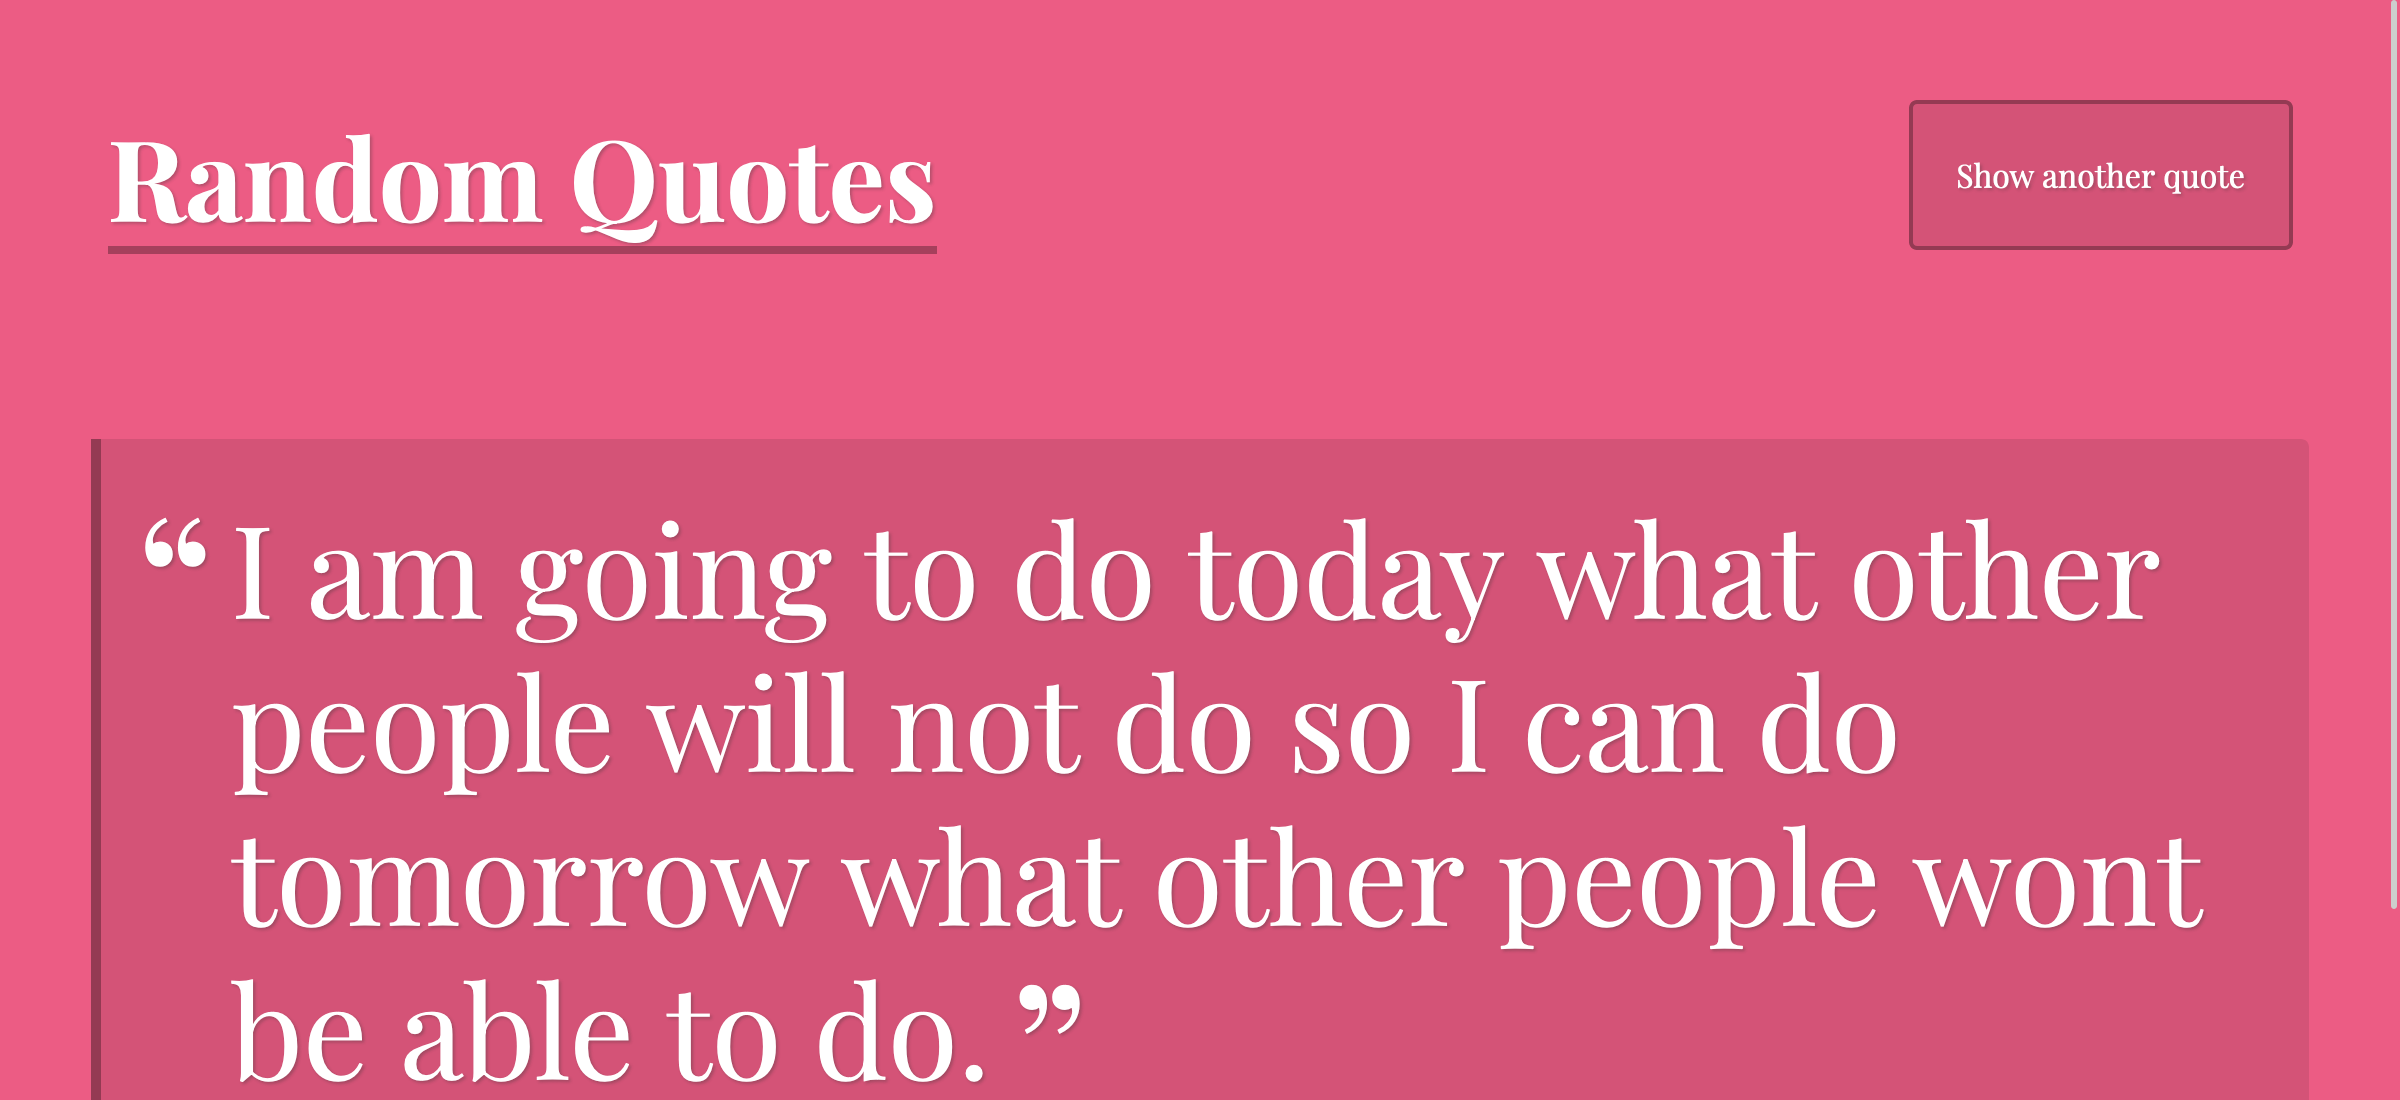 Random Quotes
Show another quote
“ I am going to do today what other
people will not do so I can do
tomorrow what other people wont
be able to do. ”